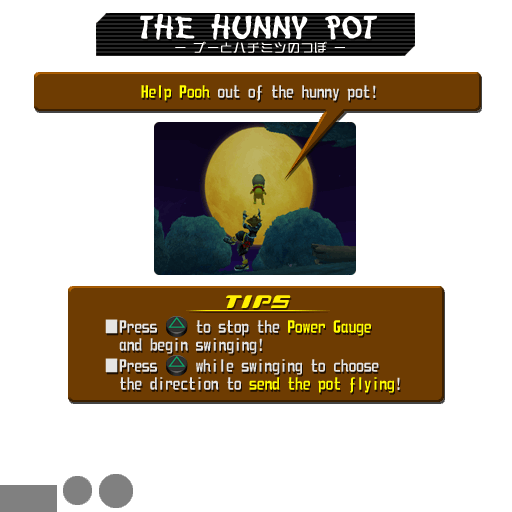 THE HUNNY POT
― プーとハチミツのつぼ ―
Help Pooh out of the hunny pot!
TIPS
■Press △ to stop the Power Gauge
and begin swinging!
■Press △ while swinging to choose
the direction to send the pot flying!